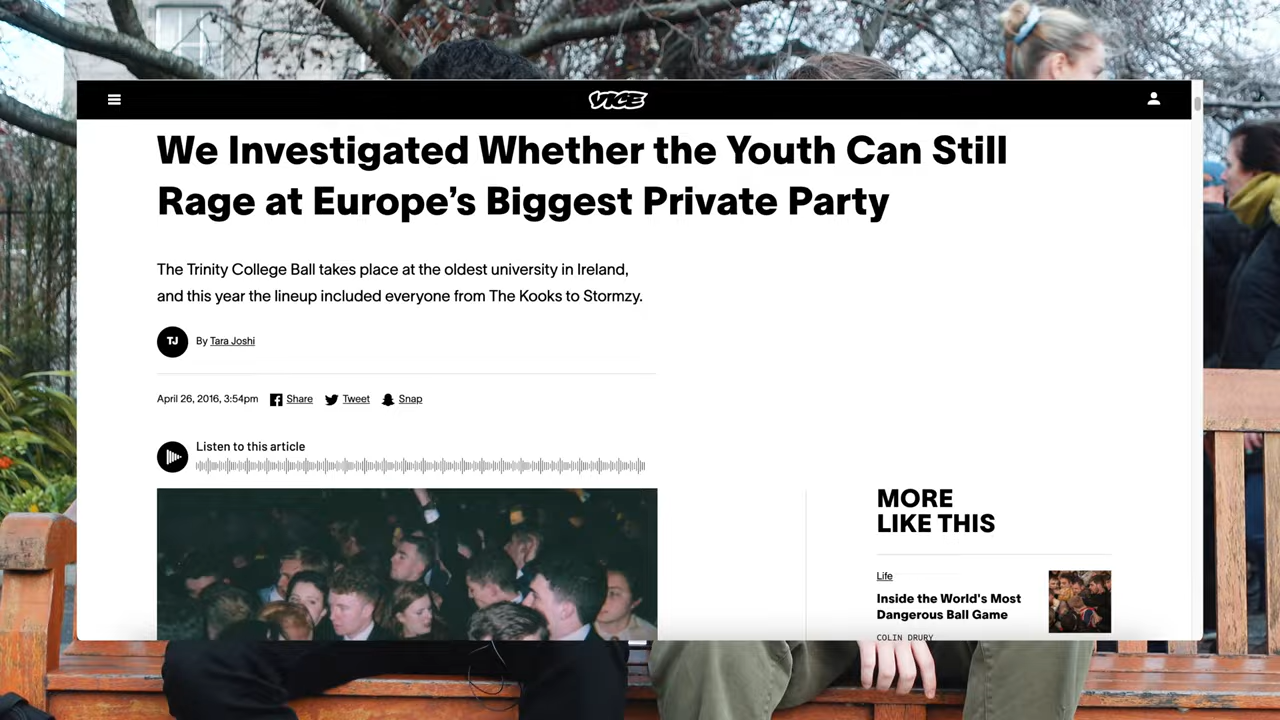 VICE
We Investigated Whether the Youth Can Still
Rage at Europe’s Biggest Private Party
The Trinity College Ball takes place at the oldest university in Ireland,
and this year the lineup included everyone from The Kooks to Stormzy.
TJ
By Tara Joshi
April 26, 2016, 3:54pm Share Tweet Snap
Listen to this article
MORE
LIKE THIS
Life
Inside the World's Most
Dangerous Ball Game
COLIN DRURY